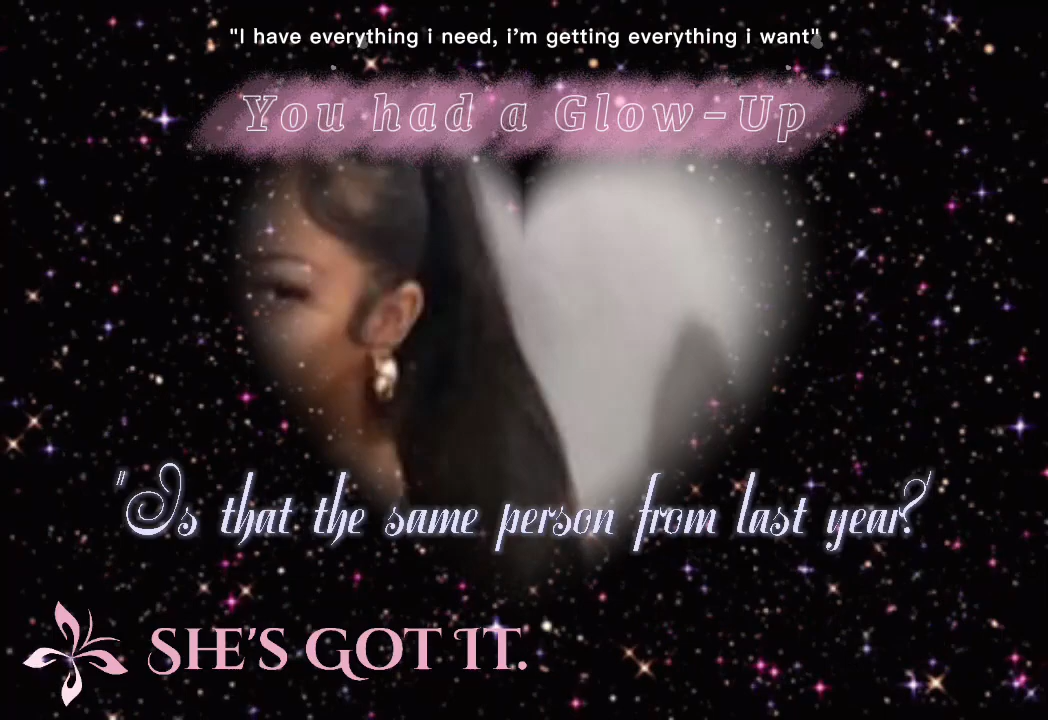 "I have everything i need, i'm getting everything i want"
You had a Glow-Up
"Is that the same person from last year?
SHE'S GOT IT.